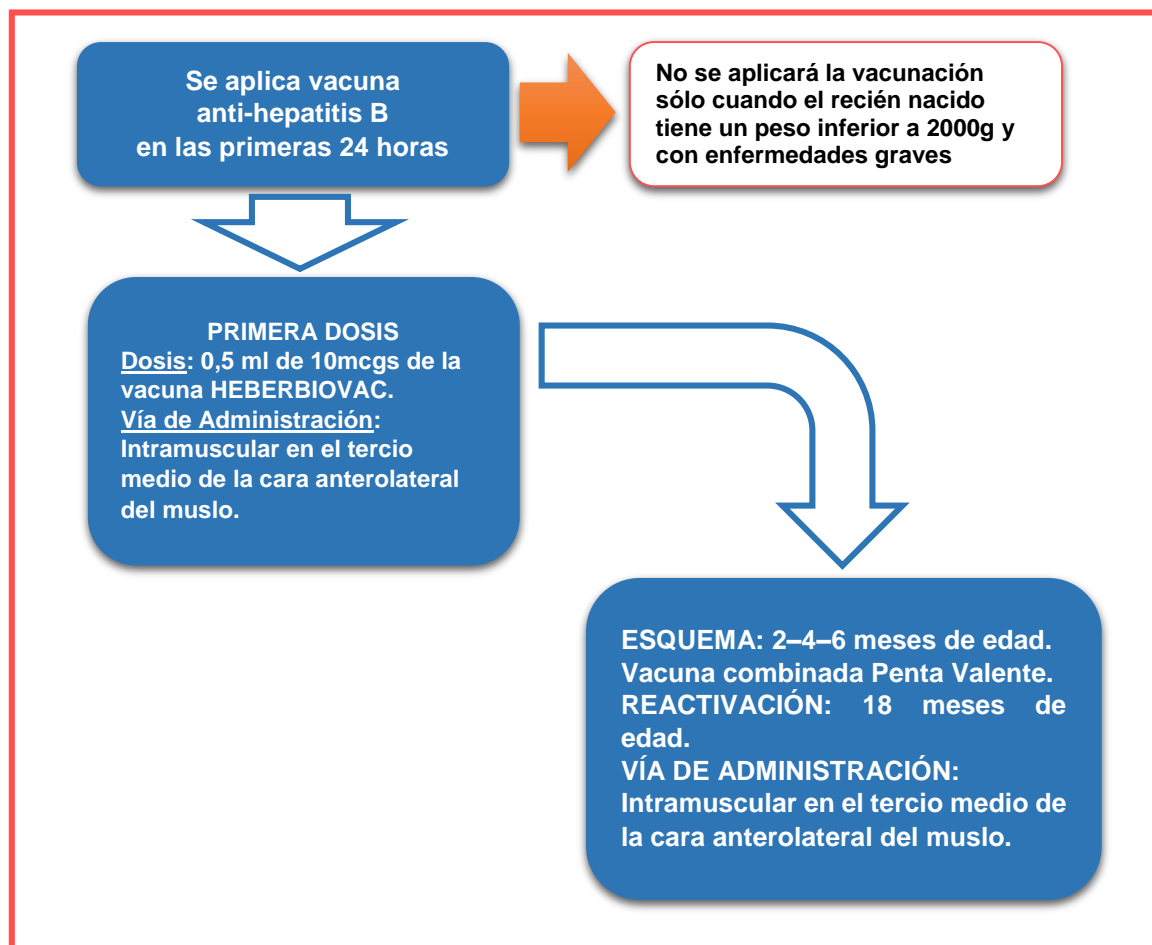 Se aplica vacuna
anti-hepatitis B
en las primeras 24 horas
No se aplicará la vacunación
sólo cuando el recién nacido
tiene un peso inferior a 2000g y
con enfermedades graves
PRIMERA DOSIS
Dosis: 0,5 ml de 10mcgs de la
vacuna HEBERBIOVAC.
Vía de Administración:
Intramuscular en el tercio
medio de la cara anterolateral
del muslo.
ESQUEMA: 2–4–6 meses de edad.
Vacuna combinada Penta Valente.
REACTIVACIÓN: 18 meses de
edad.
VÍA DE ADMINISTRACIÓN:
Intramuscular en el tercio medio de
la cara anterolateral del muslo.